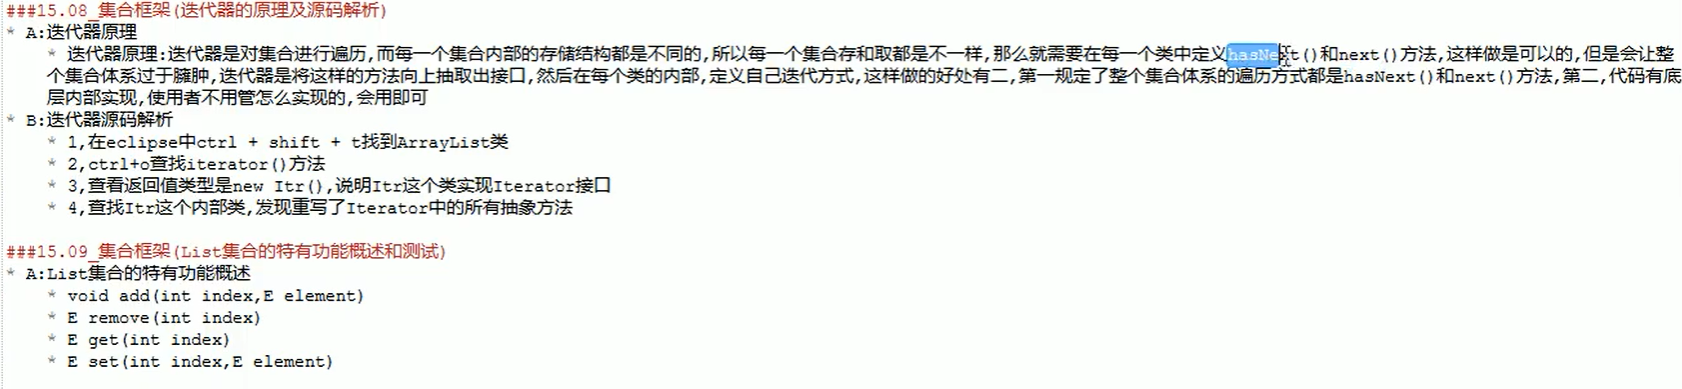 ###15.08_集合框架(迭代器的原理及源码解析)
* A:迭代器原理
* 迭代器原理:迭代器是对集合进行遍历,而每一个集合内部的存储结构都是不同的,所以每一个集合存和取都是不一样,那么就需要在每一个类中定义hasNext()和next()方法,这样做是可以的,但是会让整
个集合体系过于臃肿,迭代器是将这样的方法向上抽取出接口,然后在每个类的内部,定义自己迭代方式,这样做的好处有二,第一规定了整个集合体系的遍历方式都是hasNext()和next()方法,第二,代码有底
层内部实现,使用者不用管怎么实现的,会用即可
* B:迭代器源码解析
* 1,在eclipse中ctrl + shift + t找到ArrayList类
* 2,ctrl+o查找iterator()方法
* 3,查看返回值类型是new Itr(),说明Itr这个类实现Iterator接口
* 4,查找Itr这个内部类,发现重写了Iterator中的所有抽象方法
###15.09_集合框架(List集合的特有功能概述和测试)
* A:List集合的特有功能概述
* void add(int index,E element)
* E remove(int index)
* E get(int index)
* E set(int index,E element)